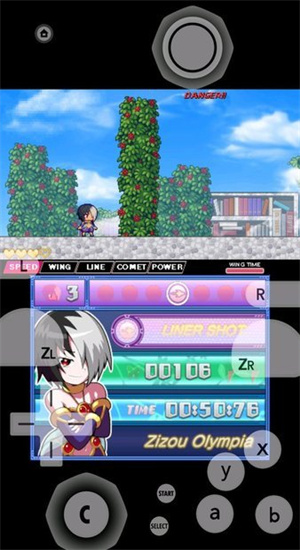 DANGER!!
SPEED WING LINE COMET POWER
WING TIME
3
R
LINER SHOT
ZL
00106
ZR
TIME 00:50:76
Zizou Olympia
X
y
START
C
a
b
SELECT